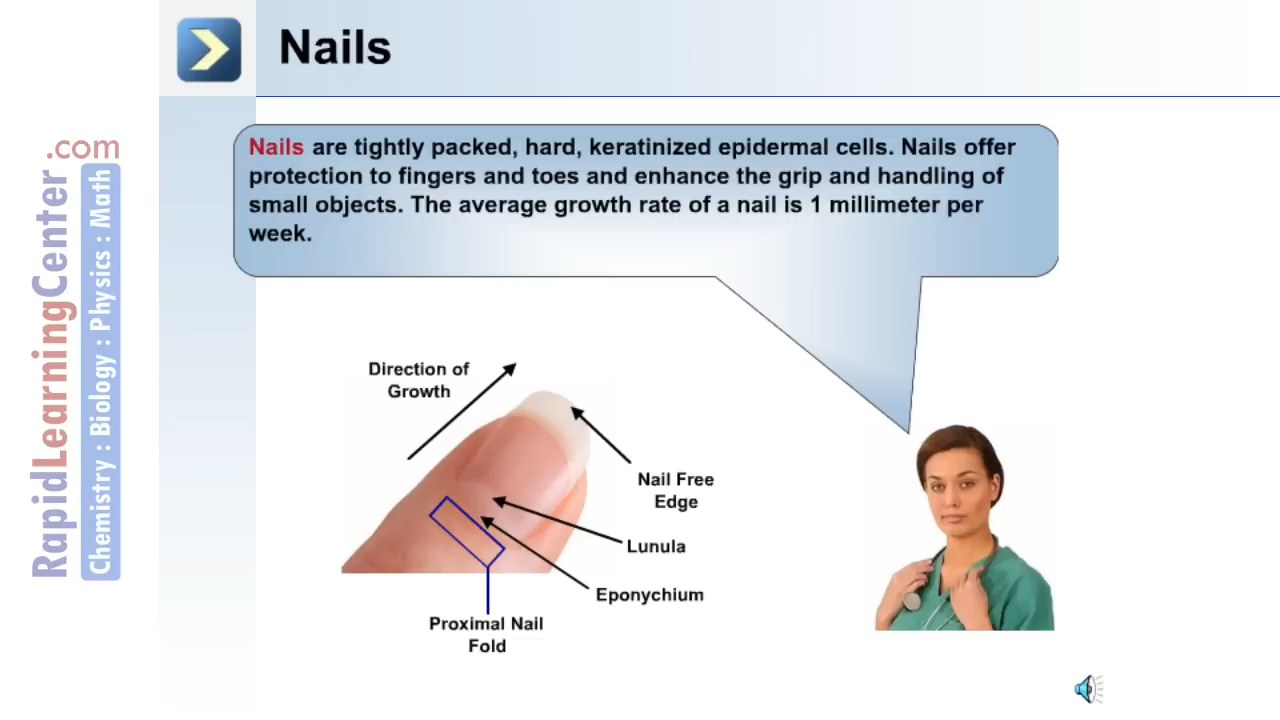 Nails
Nails are tightly packed, hard, keratinized epidermal cells. Nails offer
protection to fingers and toes and enhance the grip and handling of
small objects. The average growth rate of a nail is 1 millimeter per
week.
Direction of
Growth
Nail Free
Edge
Lunula
Eponychium
Proximal Nail
Fold
RapidLearningCenter.com
Chemistry : Biology : Physics : Math